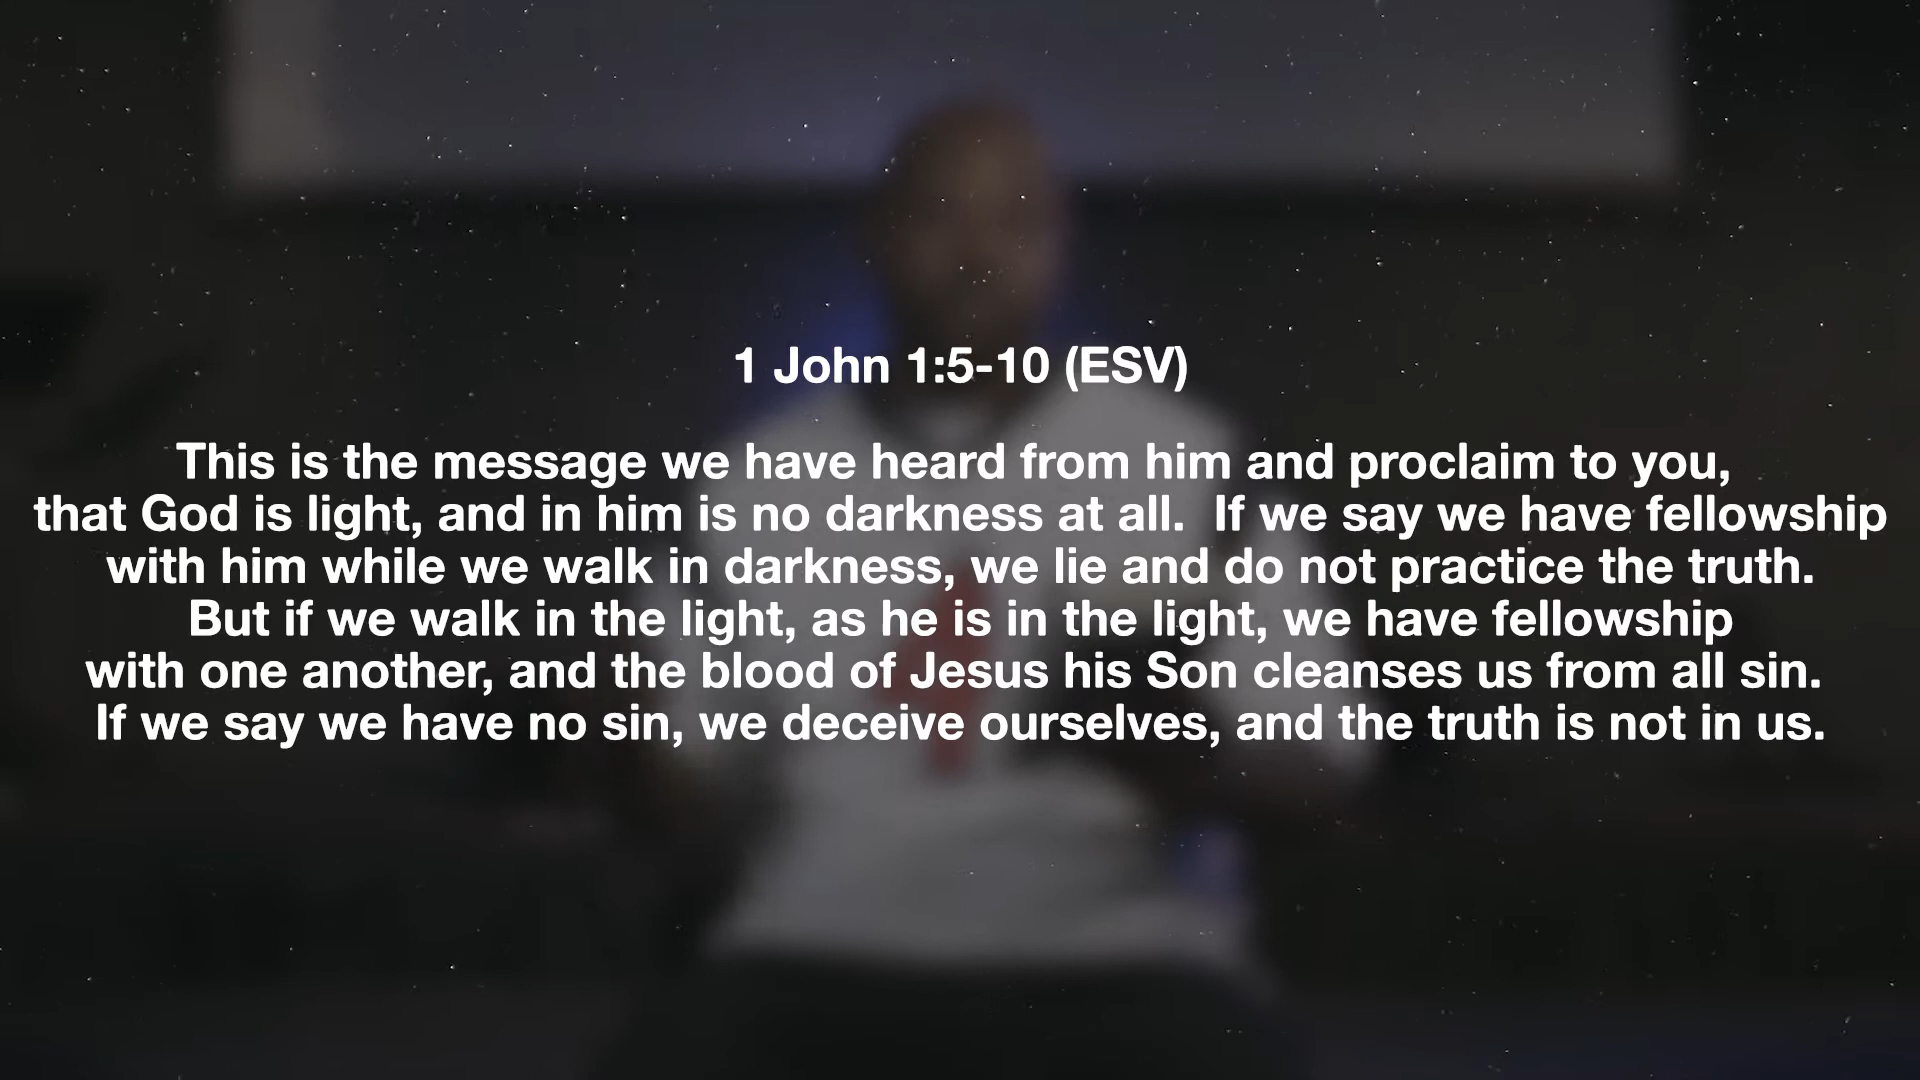 1 John 1:5-10 (ESV)
This is the message we have heard from him and proclaim to you,
that God is light, and in him is no darkness at all.  If we say we have fellowship
with him while we walk in darkness, we lie and do not practice the truth.
But if we walk in the light, as he is in the light, we have fellowship
with one another, and the blood of Jesus his Son cleanses us from all sin.
If we say we have no sin, we deceive ourselves, and the truth is not in us.